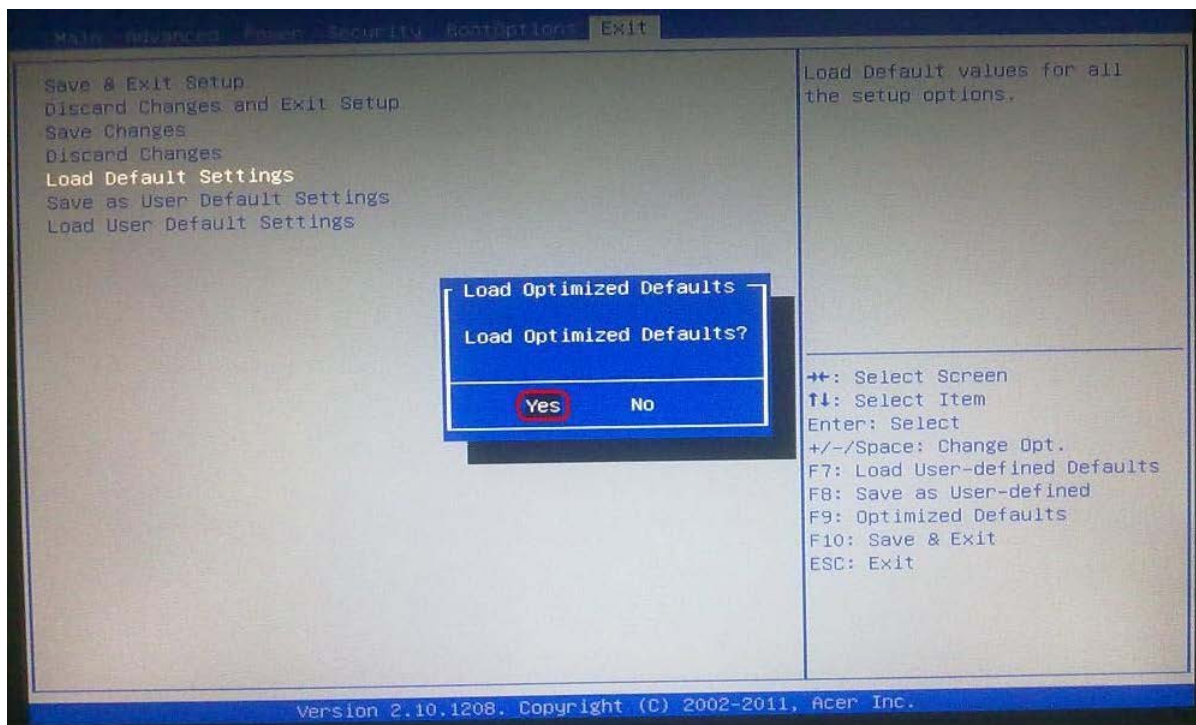 Main Advanced Power Security BootOptions Exit
Save & Exit Setup
Discard Changes and Exit Setup
Save Changes
Discard Changes
Load Default Settings
Save as User Default Settings
Load User Default Settings
Load Default values for all
the setup options.
Load Optimized Defaults
Load Optimized Defaults?
Yes No
→←: Select Screen
↑↓: Select Item
Enter: Select
+/-/Space: Change Opt.
F7: Load User-defined Defaults
F8: Save as User-defined
F9: Optimized Defaults
F10: Save & Exit
ESC: Exit
Version 2.10.1208. Copyright (C) 2002-2011, Acer Inc.